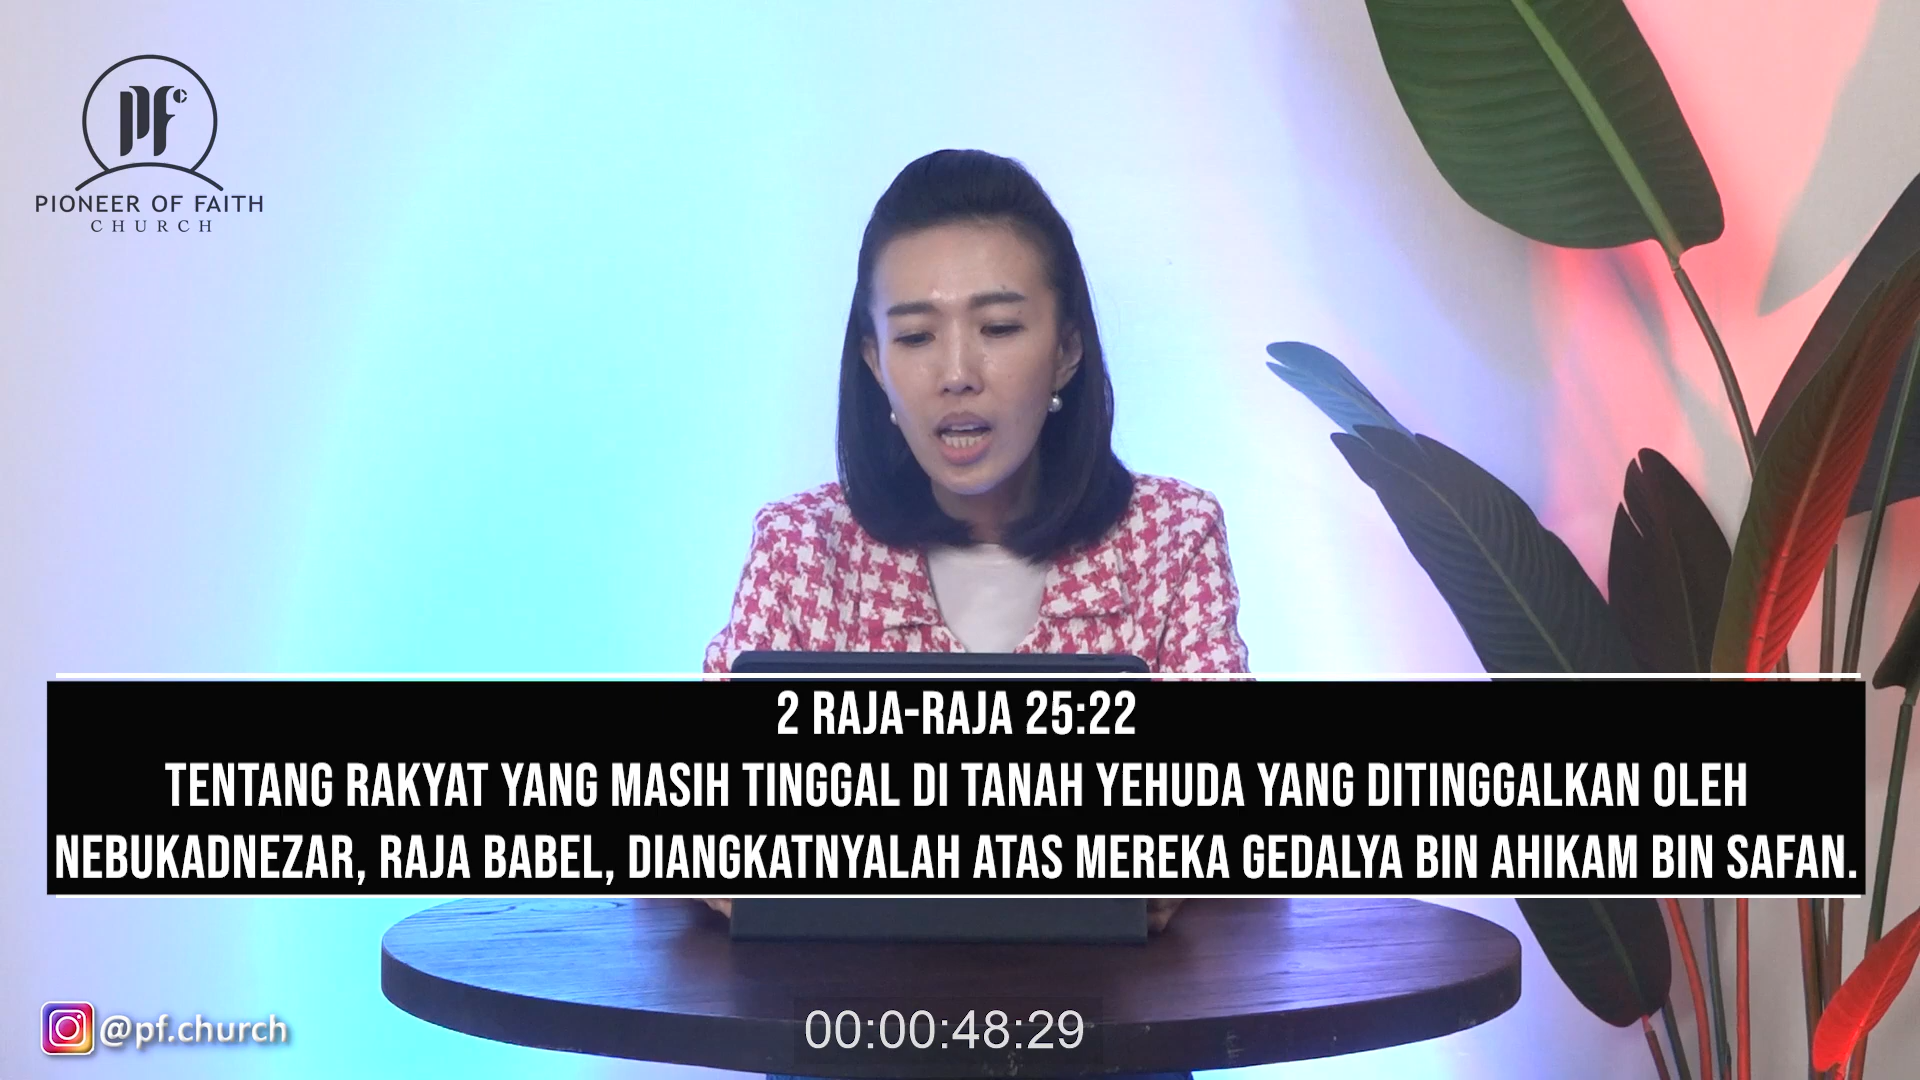 pf c
PIONEER OF FAITH
CHURCH
2 RAJA-RAJA 25:22
TENTANG RAKYAT YANG MASIH TINGGAL DI TANAH YEHUDA YANG DITINGGALKAN OLEH
NEBUKADNEZAR, RAJA BABEL, DIANGKATNYALAH ATAS MEREKA GEDALYA BIN AHIKAM BIN SAFAN.
@pf.church
00:00:48:29